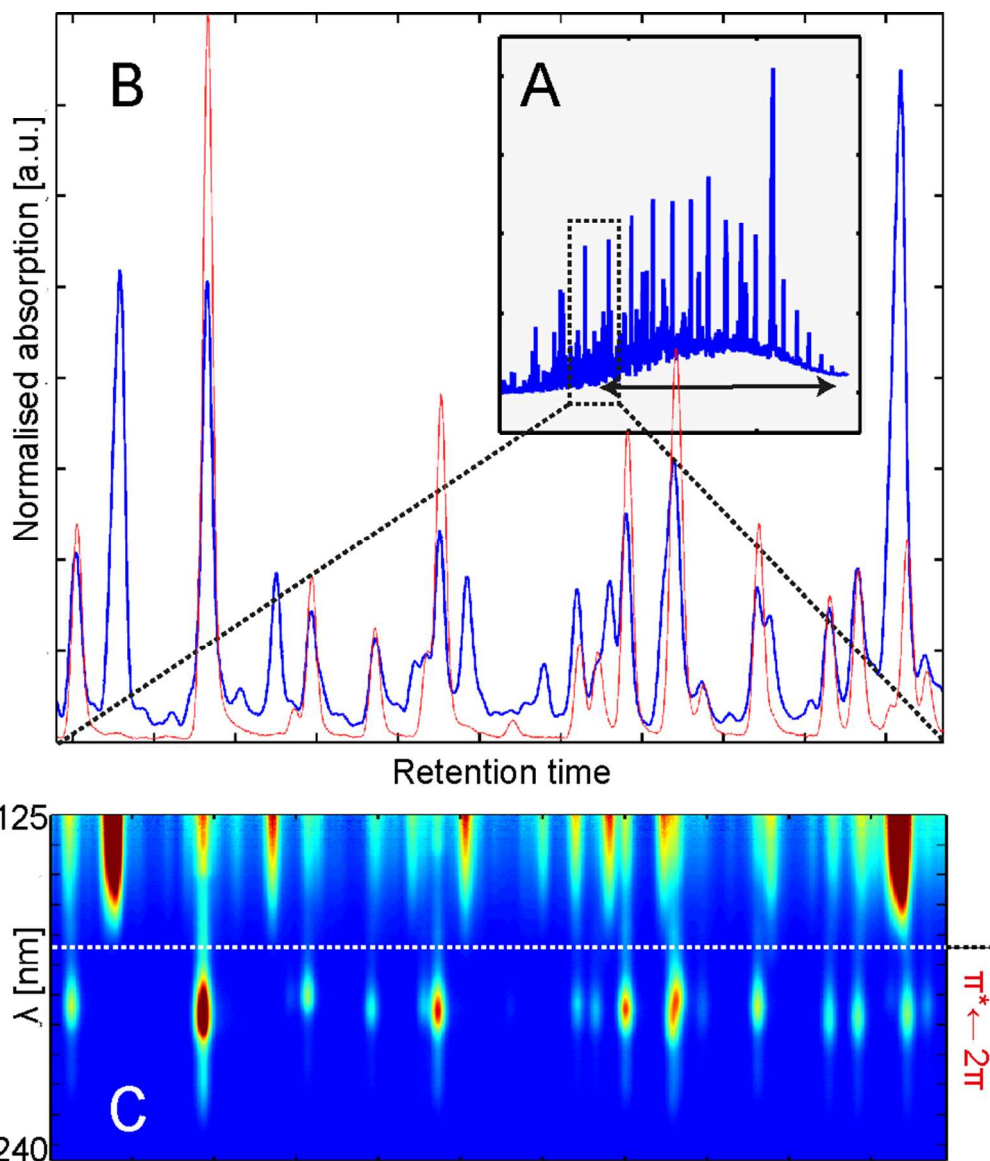 B
A
Normalised absorption [a.u.]
Retention time
125
λ [nm]
240
C
π*←2π